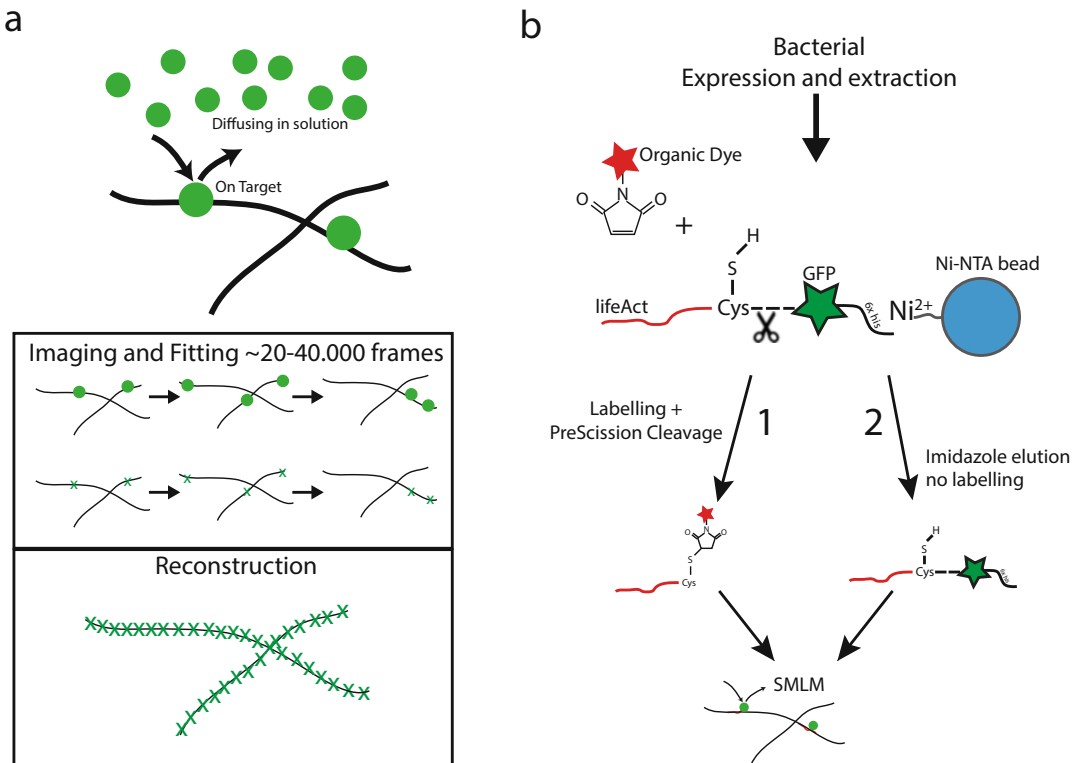 a
Diffusing in solution
On Target
Imaging and Fitting ~20-40.000 frames
Reconstruction
b
Bacterial
Expression and extraction
Organic Dye
N
O
O
+
H
S
Cys
lifeAct
GFP
6x his
Ni2+
Ni-NTA bead
Labelling +
PreScission Cleavage
1
2
Imidazole elution
no labelling
N
O
O
S
Cys
H
S
Cys
6x his
SMLM